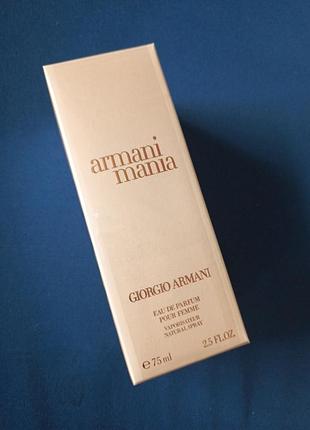 armani
mania
GIORGIO ARMANI
EAU DE PARFUM
POUR FEMME
VAPORISATEUR
NATURAL SPRAY
℮ 75 ml 2.5 FL.OZ.